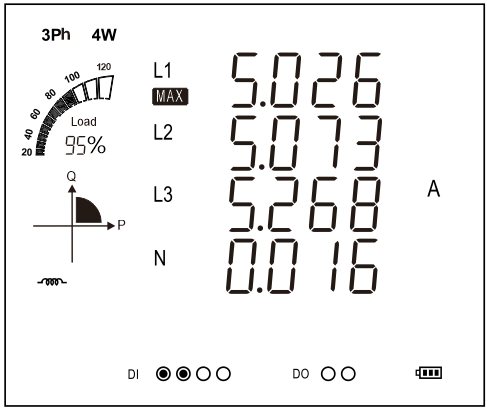 3Ph 4W
20 40 60 80 100 120
Load
95%
L1 5.026
MAX
L2 5.073
L3 5.268
A
N 0.016
Q
P
DI DO